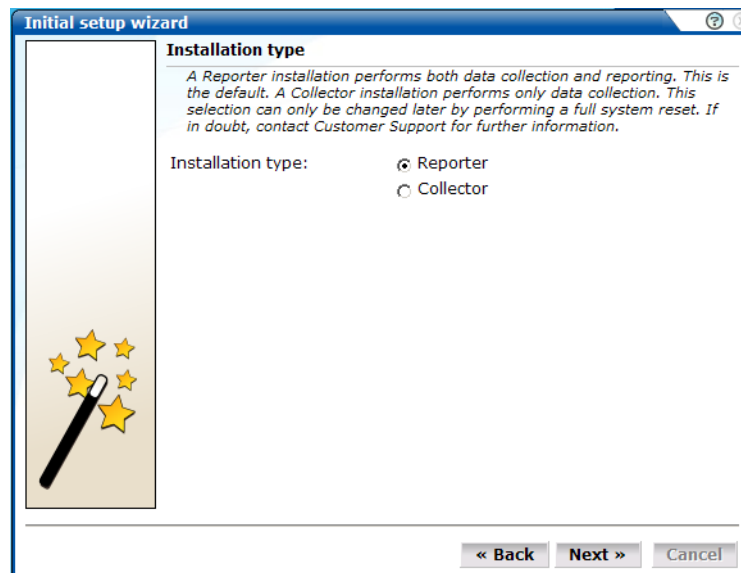 Initial setup wizard
Installation type
A Reporter installation performs both data collection and reporting. This is
the default. A Collector installation performs only data collection. This
selection can only be changed later by performing a full system reset. If
in doubt, contact Customer Support for further information.
Installation type:
Reporter
Collector
« Back
Next »
Cancel